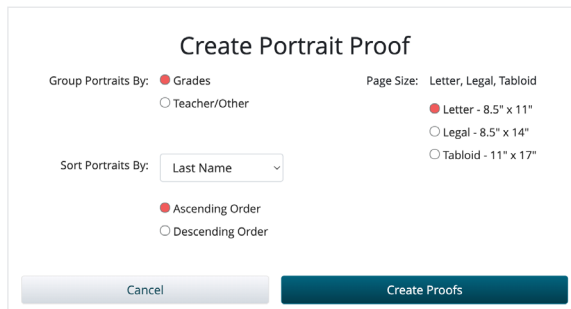 Create Portrait Proof
Group Portraits By: Grades
Teacher/Other
Page Size: Letter, Legal, Tabloid
Letter - 8.5" x 11"
Legal - 8.5" x 14"
Tabloid - 11" x 17"
Sort Portraits By: Last Name
Ascending Order
Descending Order
Cancel
Create Proofs